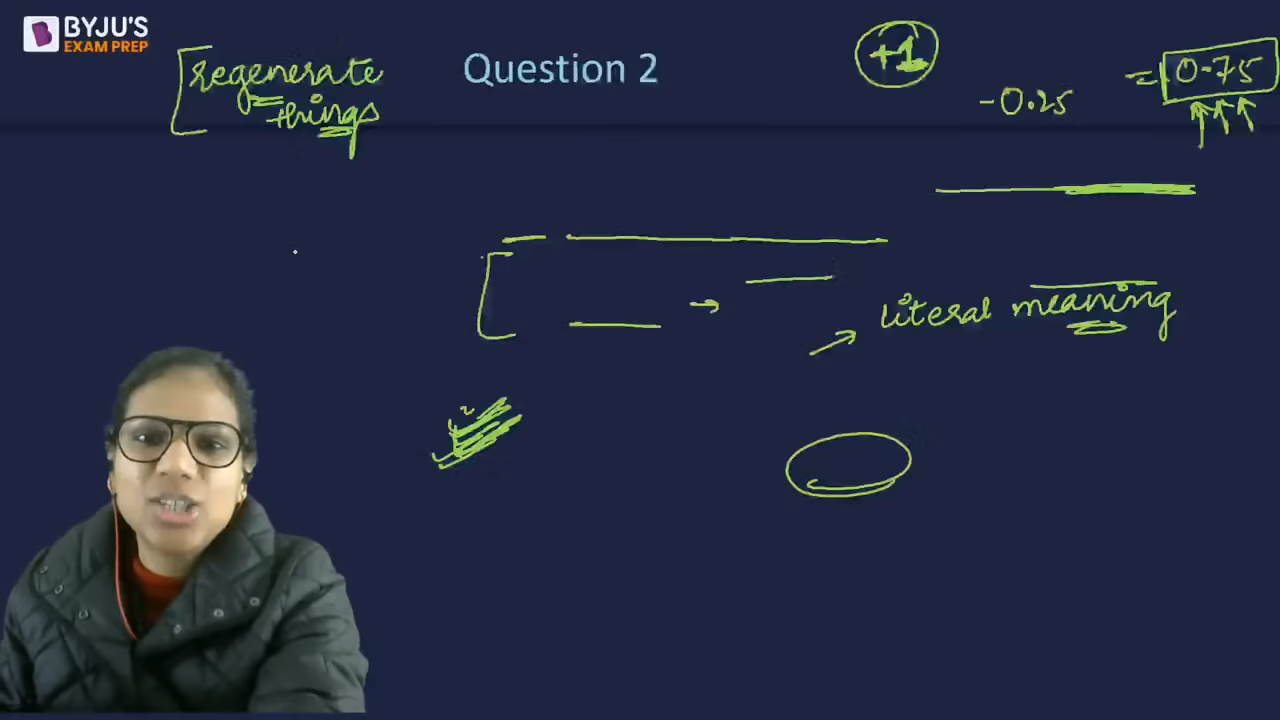 BYJU'S
EXAM PREP
regenerate
things
Question 2
+1
-0.25
= 0.75
literal meaning